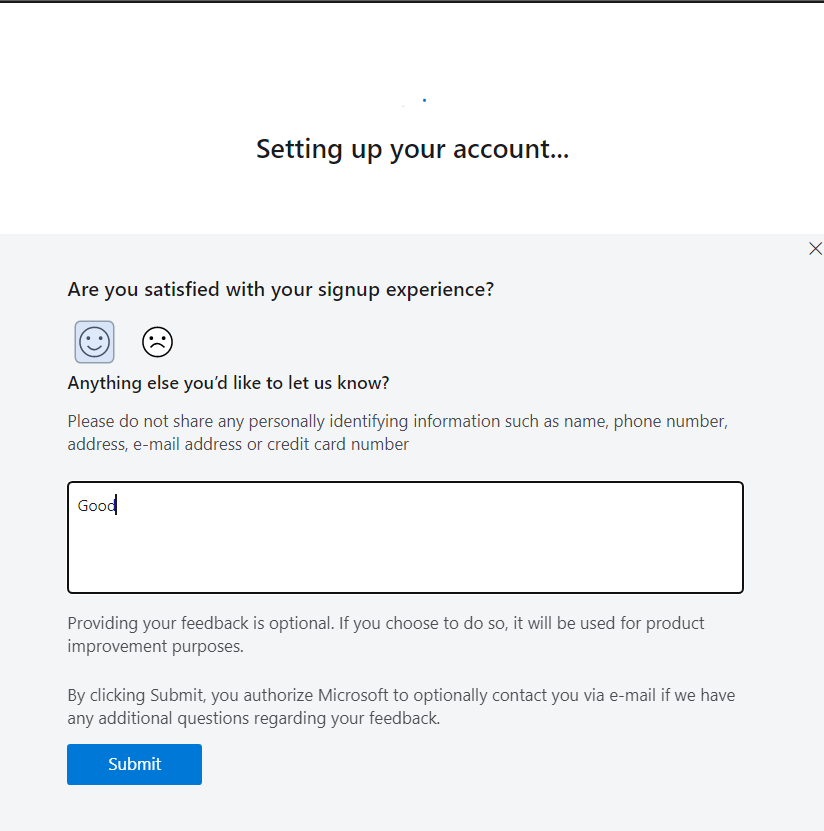 Setting up your account...
Are you satisfied with your signup experience?
Anything else you’d like to let us know?
Please do not share any personally identifying information such as name, phone number,
address, e-mail address or credit card number
Good
Providing your feedback is optional. If you choose to do so, it will be used for product
improvement purposes.
By clicking Submit, you authorize Microsoft to optionally contact you via e-mail if we have
any additional questions regarding your feedback.
Submit